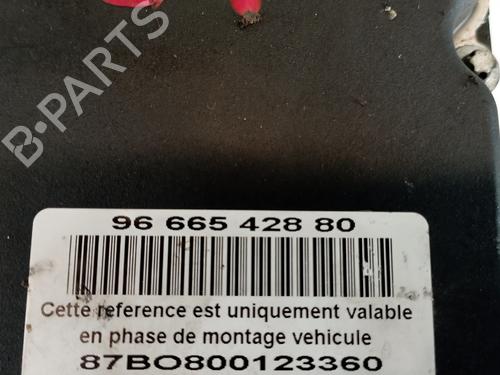 B-PARTS
96 665 428 80
Cette reference est uniquement valable
en phase de montage vehicule
87BO800123360